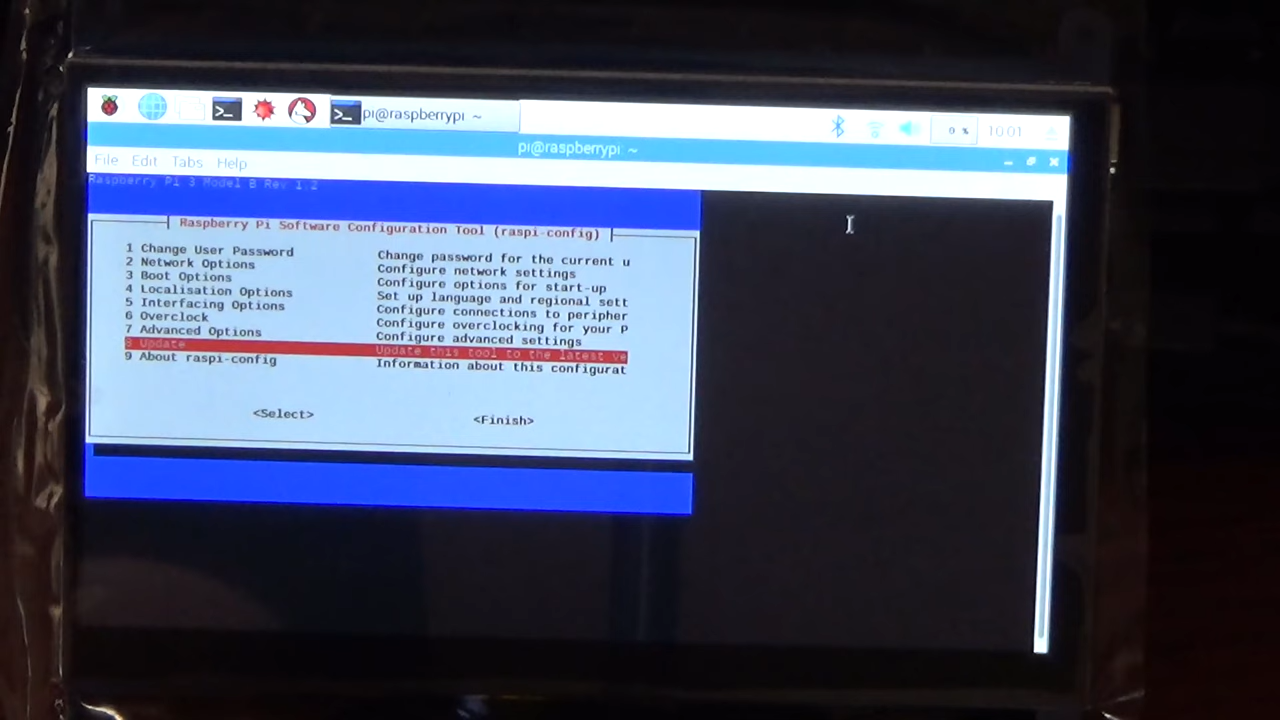 pi@raspberrypi: ~
0 %
10:01
pi@raspberrypi: ~
File Edit Tabs Help
Raspberry Pi 3 Model B Rev 1.2
Raspberry Pi Software Configuration Tool (raspi-config)
1 Change User Password Change password for the current u
2 Network Options Configure network settings
3 Boot Options Configure options for start-up
4 Localisation Options Set up language and regional sett
5 Interfacing Options Configure connections to peripher
6 Overclock Configure overclocking for your P
7 Advanced Options Configure advanced settings
8 Update Update this tool to the latest ve
9 About raspi-config Information about this configurat
<Select> <Finish>